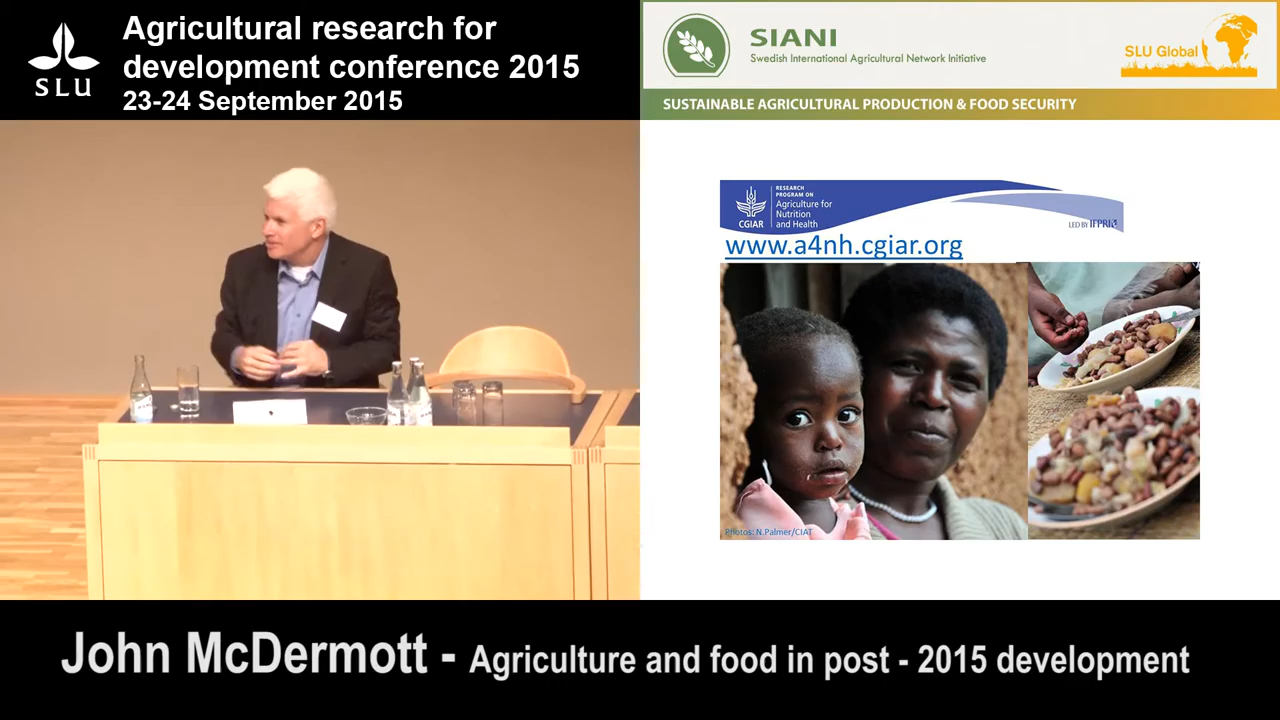 SLU
Agricultural research for
development conference 2015
23-24 September 2015
SIANI
Swedish International Agricultural Network Initiative
SLU Global
SUSTAINABLE AGRICULTURAL PRODUCTION & FOOD SECURITY
CGIAR
RESEARCH
PROGRAM ON
Agriculture for
Nutrition
and Health
LED BY IFPRI
www.a4nh.cgiar.org
Photos: N.Palmer/CIAT
John McDermott - Agriculture and food in post - 2015 development